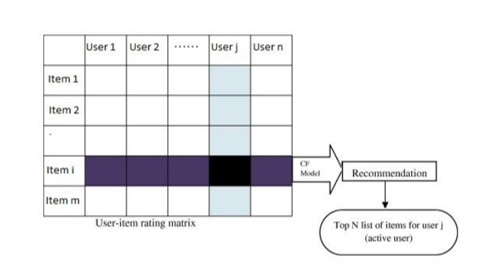 User 1 User 2 ...... User j User n
Item 1
Item 2
.
Item i
Item m
User-item rating matrix
CF
Model
Recommendation
Top N list of items for user j
(active user)